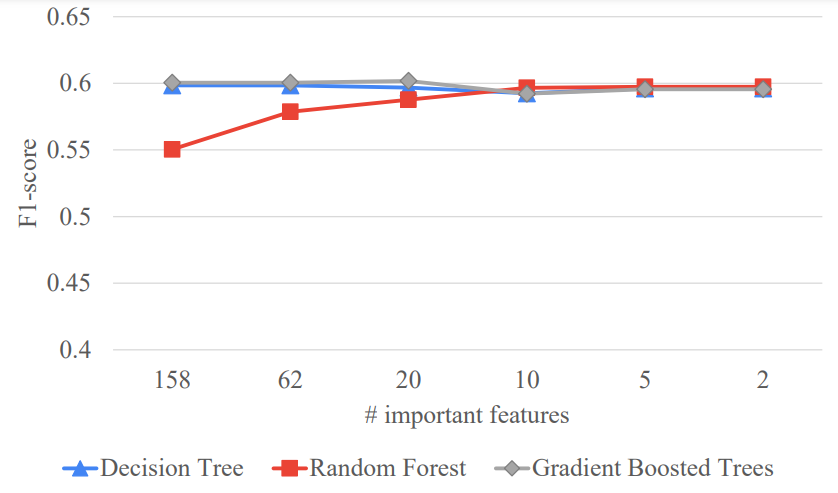 0.65
0.6
0.55
0.5
0.45
0.4
F1-score
158 62 20 10 5 2
# important features
Decision Tree Random Forest Gradient Boosted Trees